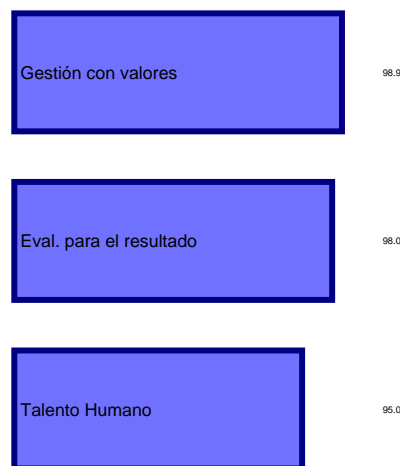 Gestión con valores 98.9
Eval. para el resultado 98.0
Talento Humano 95.0